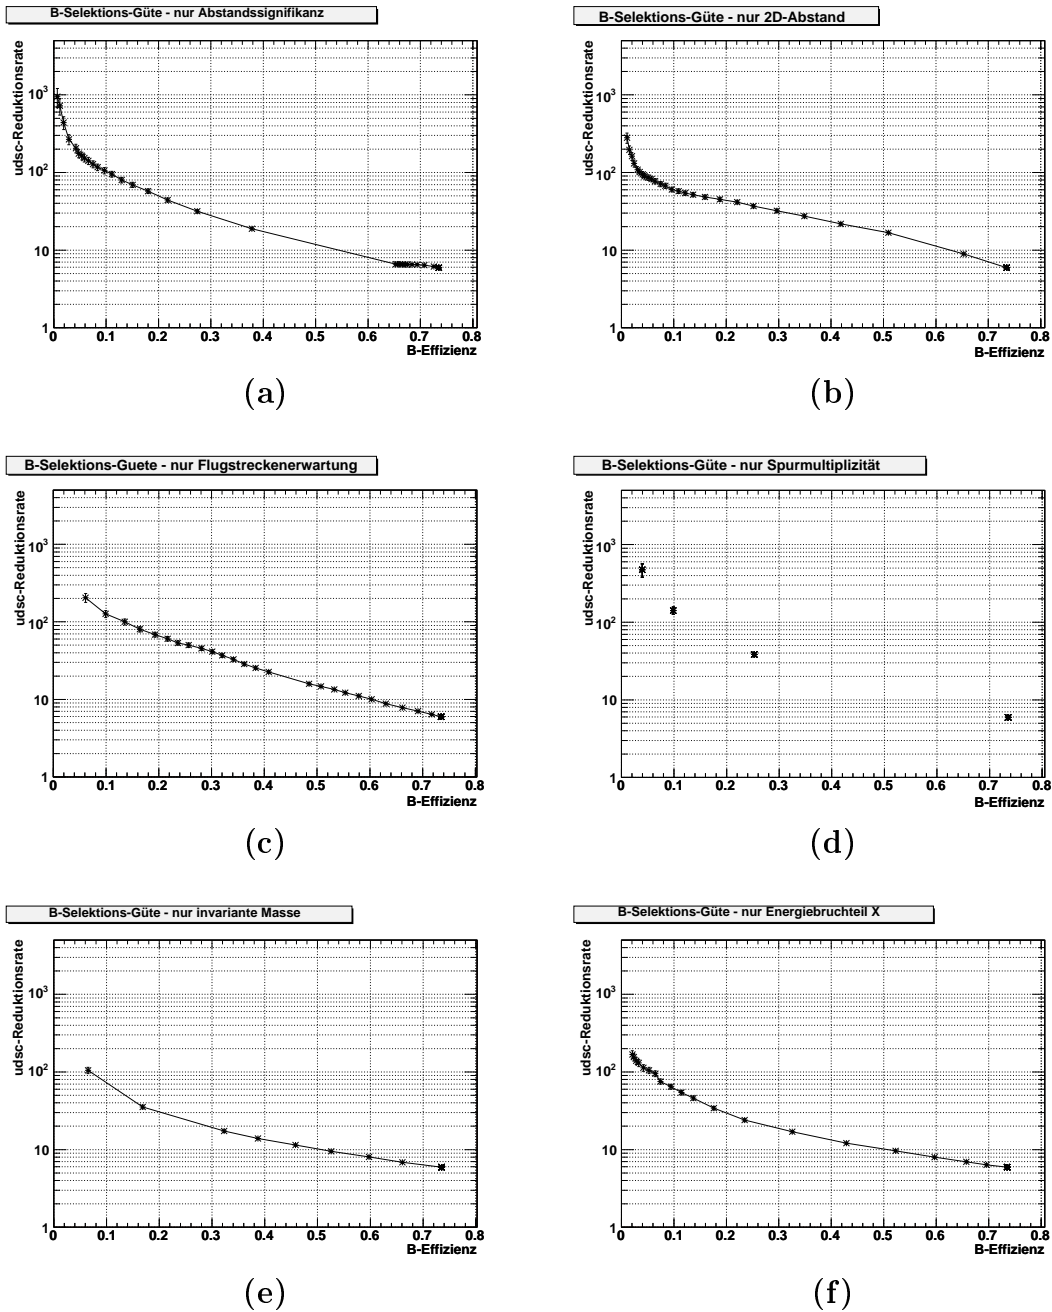 B-Selektions-Güte - nur Abstandssignifikanz
udsc-Reduktionsrate
10³
10²
10
1
0 0.1 0.2 0.3 0.4 0.5 0.6 0.7 0.8
B-Effizienz
(a)
B-Selektions-Güte - nur 2D-Abstand
udsc-Reduktionsrate
10³
10²
10
1
0 0.1 0.2 0.3 0.4 0.5 0.6 0.7 0.8
B-Effizienz
(b)
B-Selektions-Guete - nur Flugstreckenerwartung
udsc-Reduktionsrate
10³
10²
10
1
0 0.1 0.2 0.3 0.4 0.5 0.6 0.7 0.8
B-Effizienz
(c)
B-Selektions-Güte - nur Spurmultiplizität
udsc-Reduktionsrate
10³
10²
10
1
0 0.1 0.2 0.3 0.4 0.5 0.6 0.7 0.8
B-Effizienz
(d)
B-Selektions-Güte - nur invariante Masse
udsc-Reduktionsrate
10³
10²
10
1
0 0.1 0.2 0.3 0.4 0.5 0.6 0.7 0.8
B-Effizienz
(e)
B-Selektions-Güte - nur Energiebruchteil X
udsc-Reduktionsrate
10³
10²
10
1
0 0.1 0.2 0.3 0.4 0.5 0.6 0.7 0.8
B-Effizienz
(f)